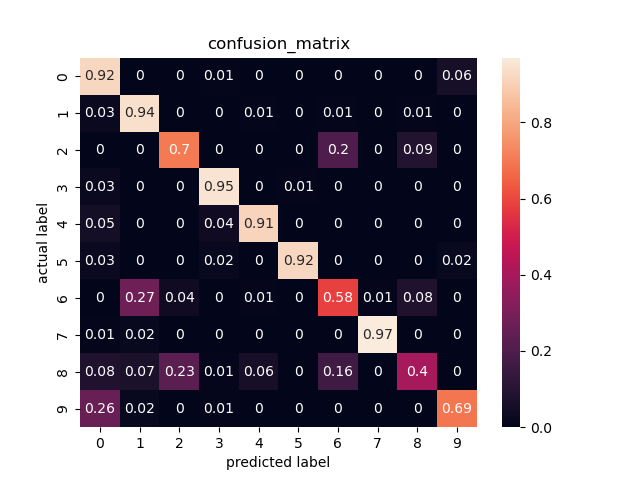 confusion_matrix
0 0.92 0 0 0.01 0 0 0 0 0 0.06
1 0.03 0.94 0 0 0.01 0 0.01 0 0.01 0
2 0 0 0.7 0 0 0 0.2 0 0.09 0
3 0.03 0 0 0.95 0 0.01 0 0 0 0
4 0.05 0 0 0.04 0.91 0 0 0 0 0
5 0.03 0 0 0.02 0 0.92 0 0 0 0.02
6 0 0.27 0.04 0 0.01 0 0.58 0.01 0.08 0
7 0.01 0.02 0 0 0 0 0 0.97 0 0
8 0.08 0.07 0.23 0.01 0.06 0 0.16 0 0.4 0
9 0.26 0.02 0 0.01 0 0 0 0 0 0.69
0 1 2 3 4 5 6 7 8 9
predicted label
actual label
0.8
0.6
0.4
0.2
0.0